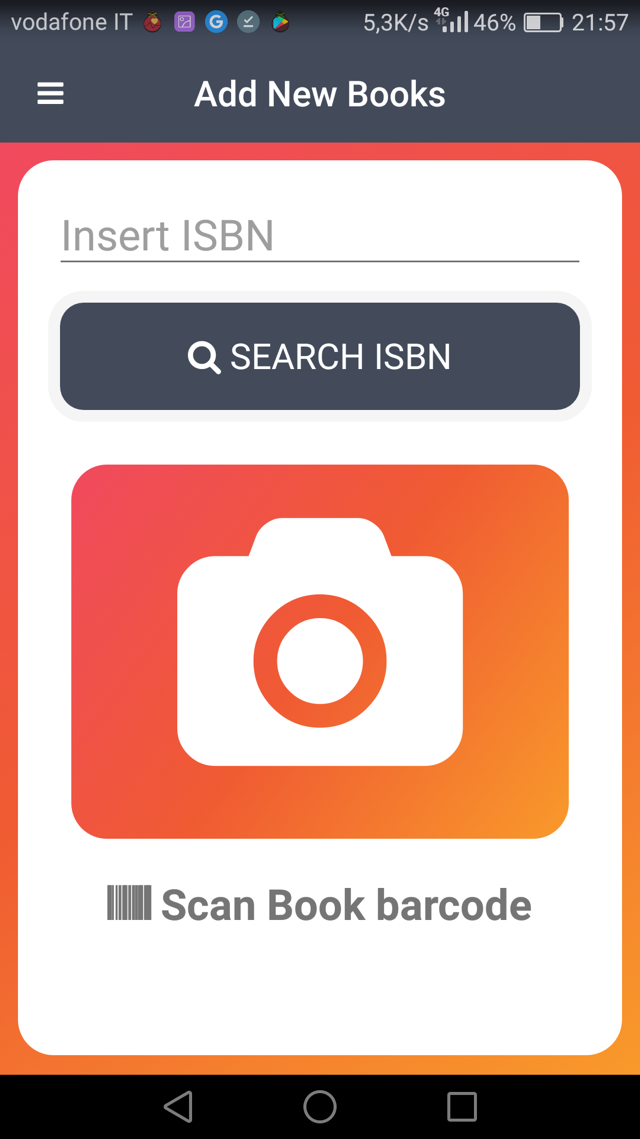 vodafone IT 5,3K/s 4G 46% 21:57
Add New Books
Insert ISBN
SEARCH ISBN
Scan Book barcode